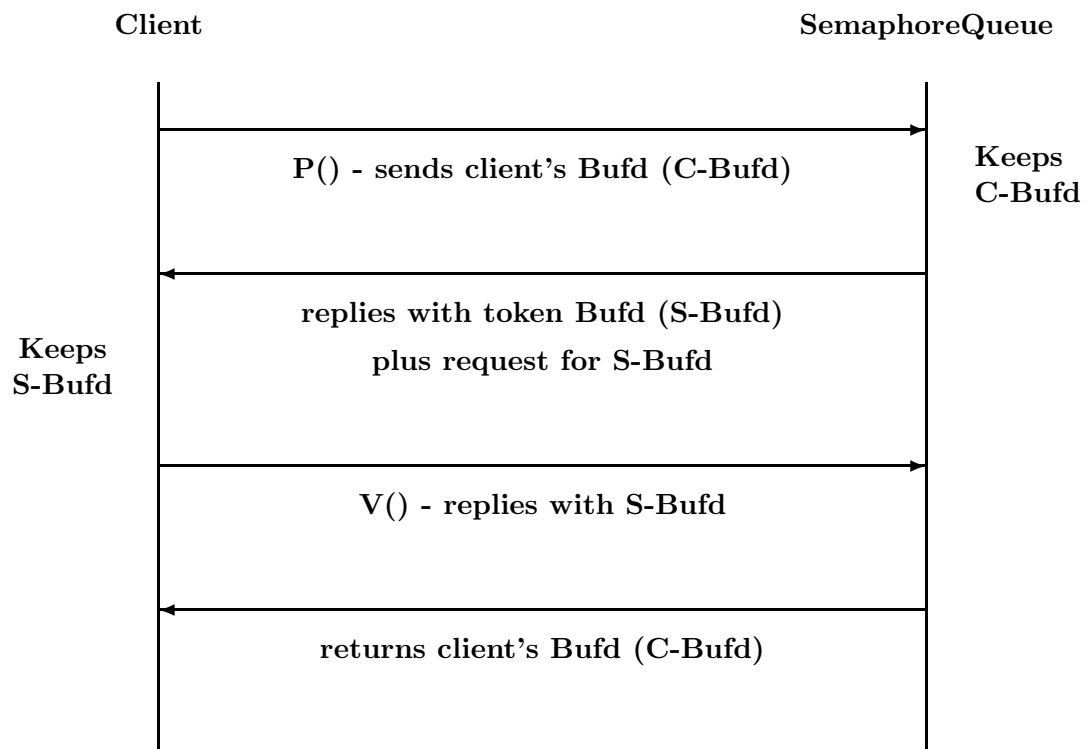 Client
SemaphoreQueue
P() - sends client's Bufd (C-Bufd)
Keeps
C-Bufd
replies with token Bufd (S-Bufd)
plus request for S-Bufd
Keeps
S-Bufd
V() - replies with S-Bufd
returns client's Bufd (C-Bufd)